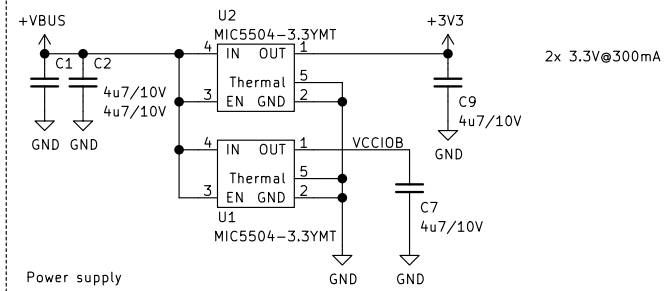 U2
+VBUS
MIC5504-3.3YMT
+3V3
4 IN OUT 1
2x 3.3V@300mA
C1 C2
Thermal 5
4u7/10V
4u7/10V
3 EN GND 2
C9
4u7/10V
GND GND
4 IN OUT 1
VCCIOB
GND
Thermal 5
3 EN GND 2
U1
C7
4u7/10V
MIC5504-3.3YMT
Power supply
GND
GND